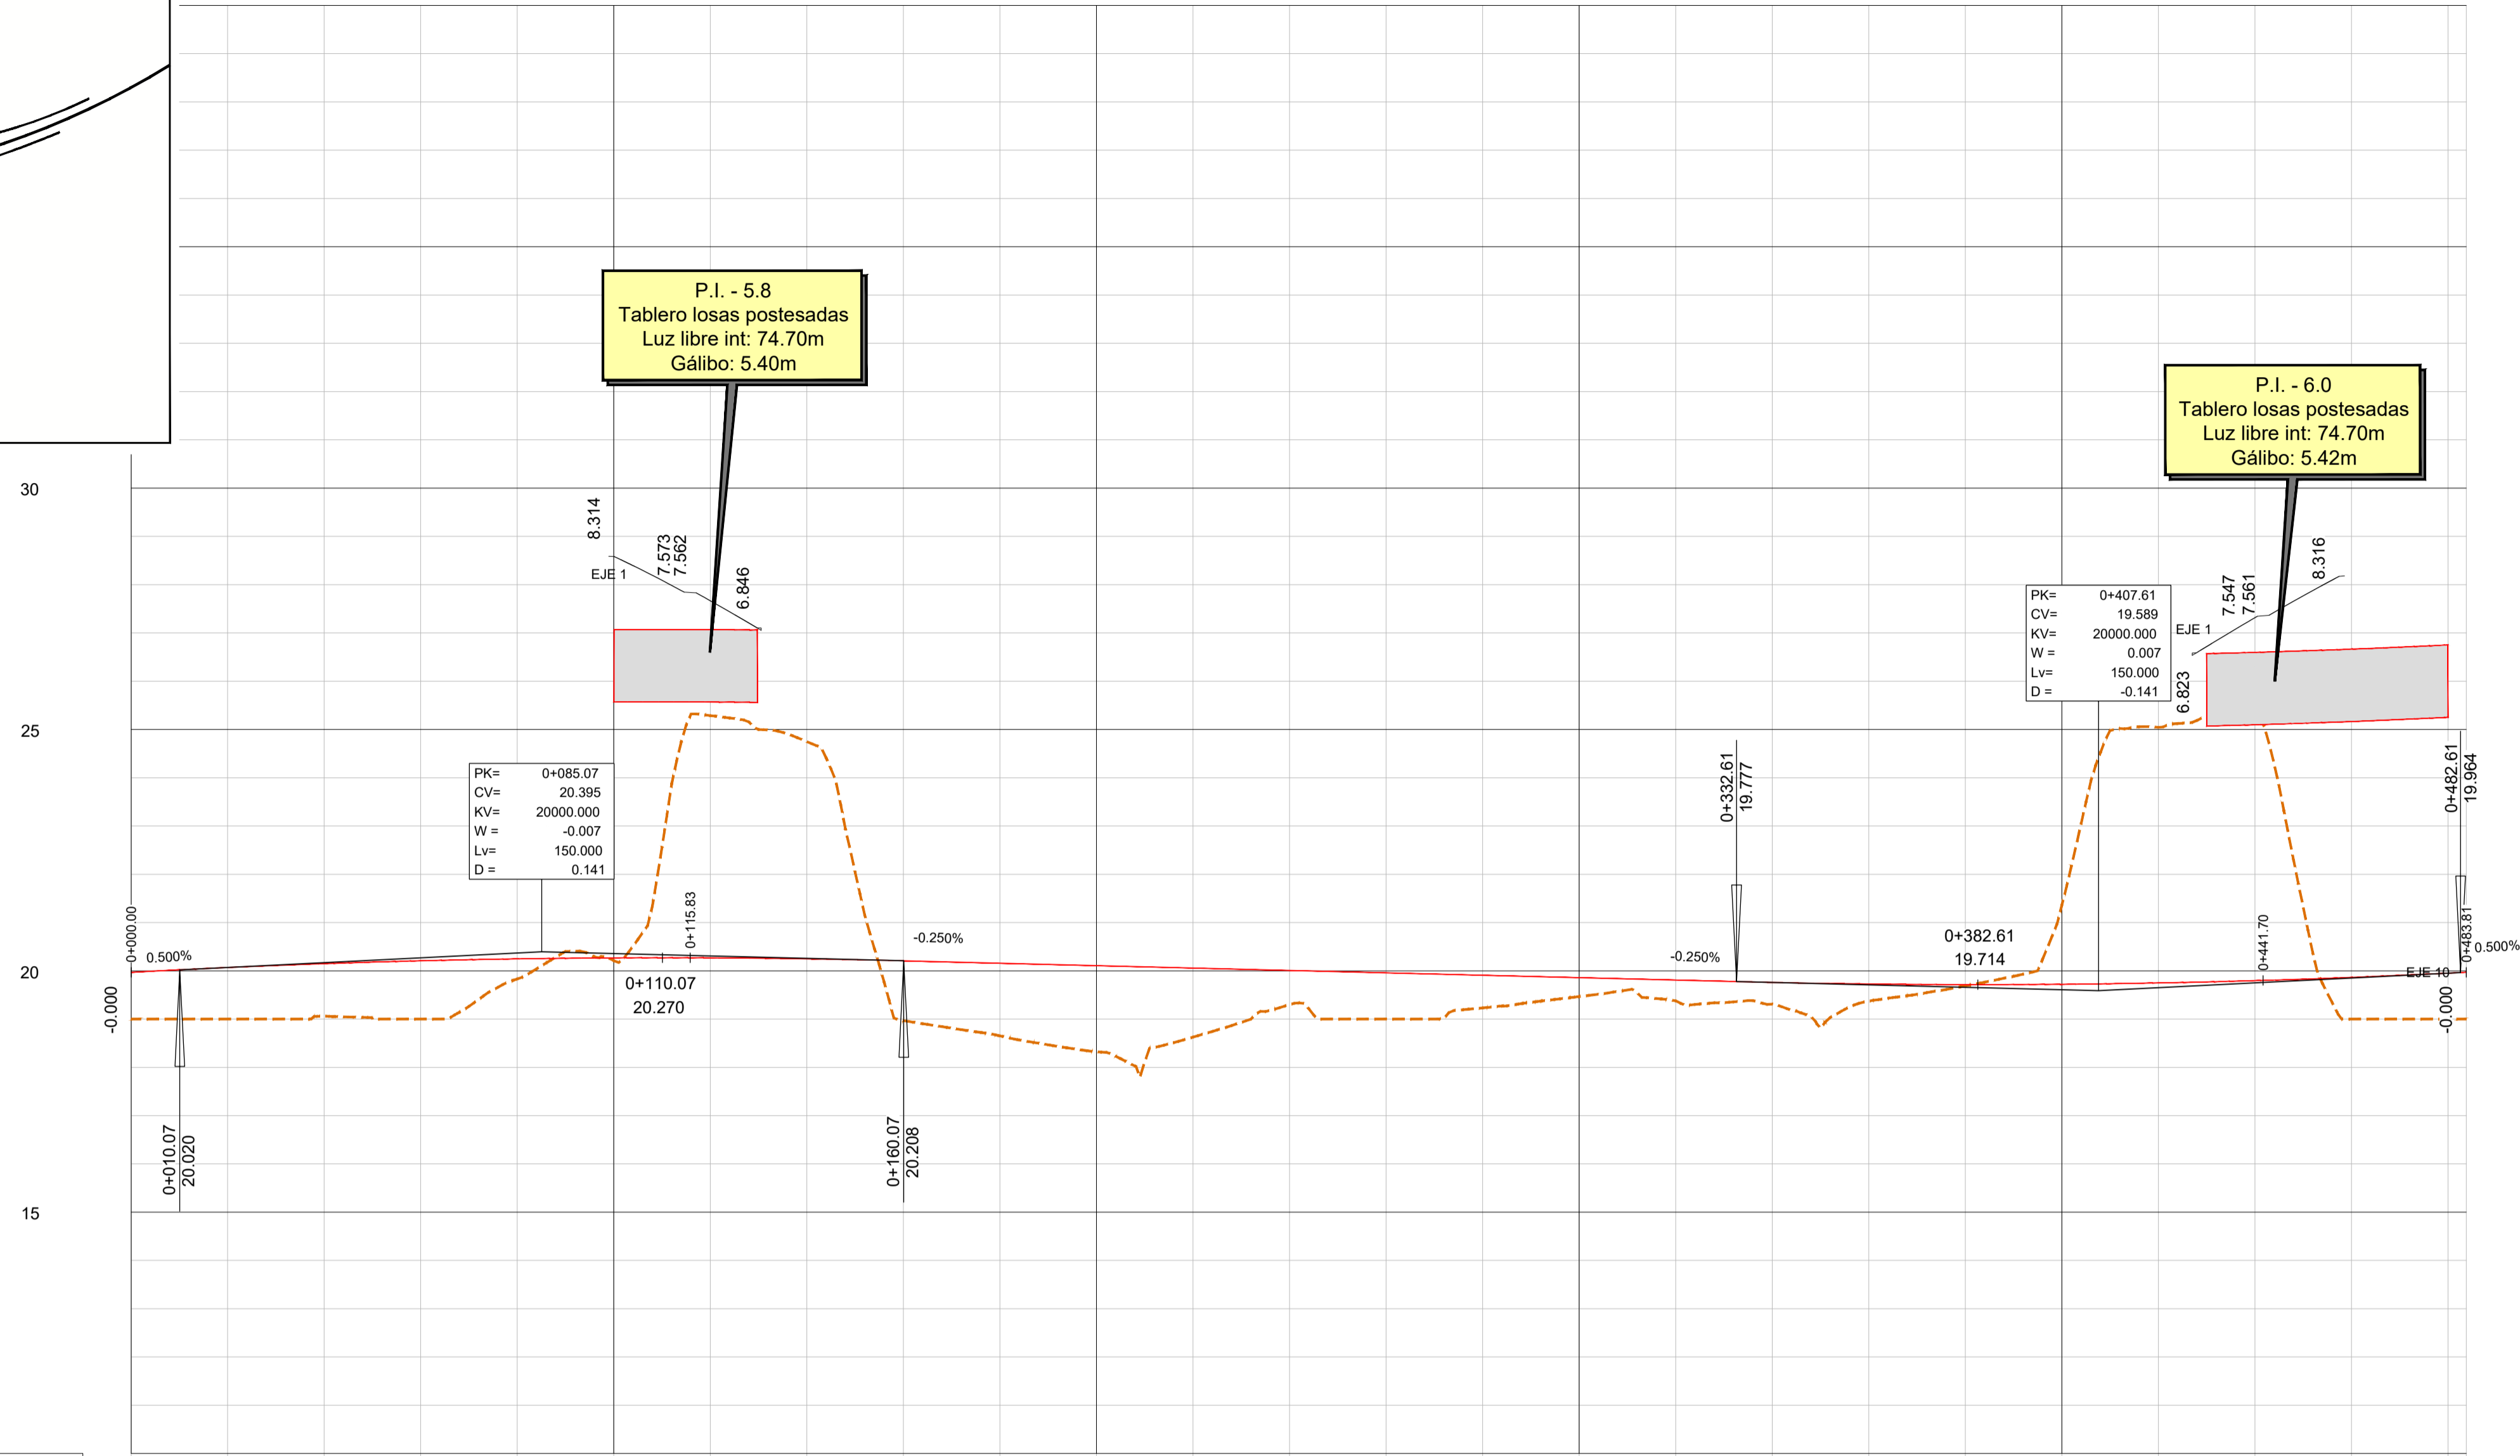 P.I. - 5.8
Tablero losas postesadas
Luz libre int: 74.70m
Gálibo: 5.40m
P.I. - 6.0
Tablero losas postesadas
Luz libre int: 74.70m
Gálibo: 5.42m
30
8.314
7.573
7.562
EJE 1
6.846
7.547
7.561
8.316
EJE 1
6.823
PK= 0+407.61
CV= 19.589
KV= 20000.000
W = 0.007
Lv= 150.000
D = -0.141
25
PK= 0+085.07
CV= 20.395
KV= 20000.000
W = -0.007
Lv= 150.000
D = 0.141
0+332.61
19.777
0+482.61
19.964
0+000.00
0.500%
0+115.83
-0.250%
-0.250%
0+382.61
19.714
0+441.70
0+483.81
0.500%
20
EJE 10
-0.000
0+110.07
20.270
-0.000
0+010.07
20.020
0+160.07
20.208
15